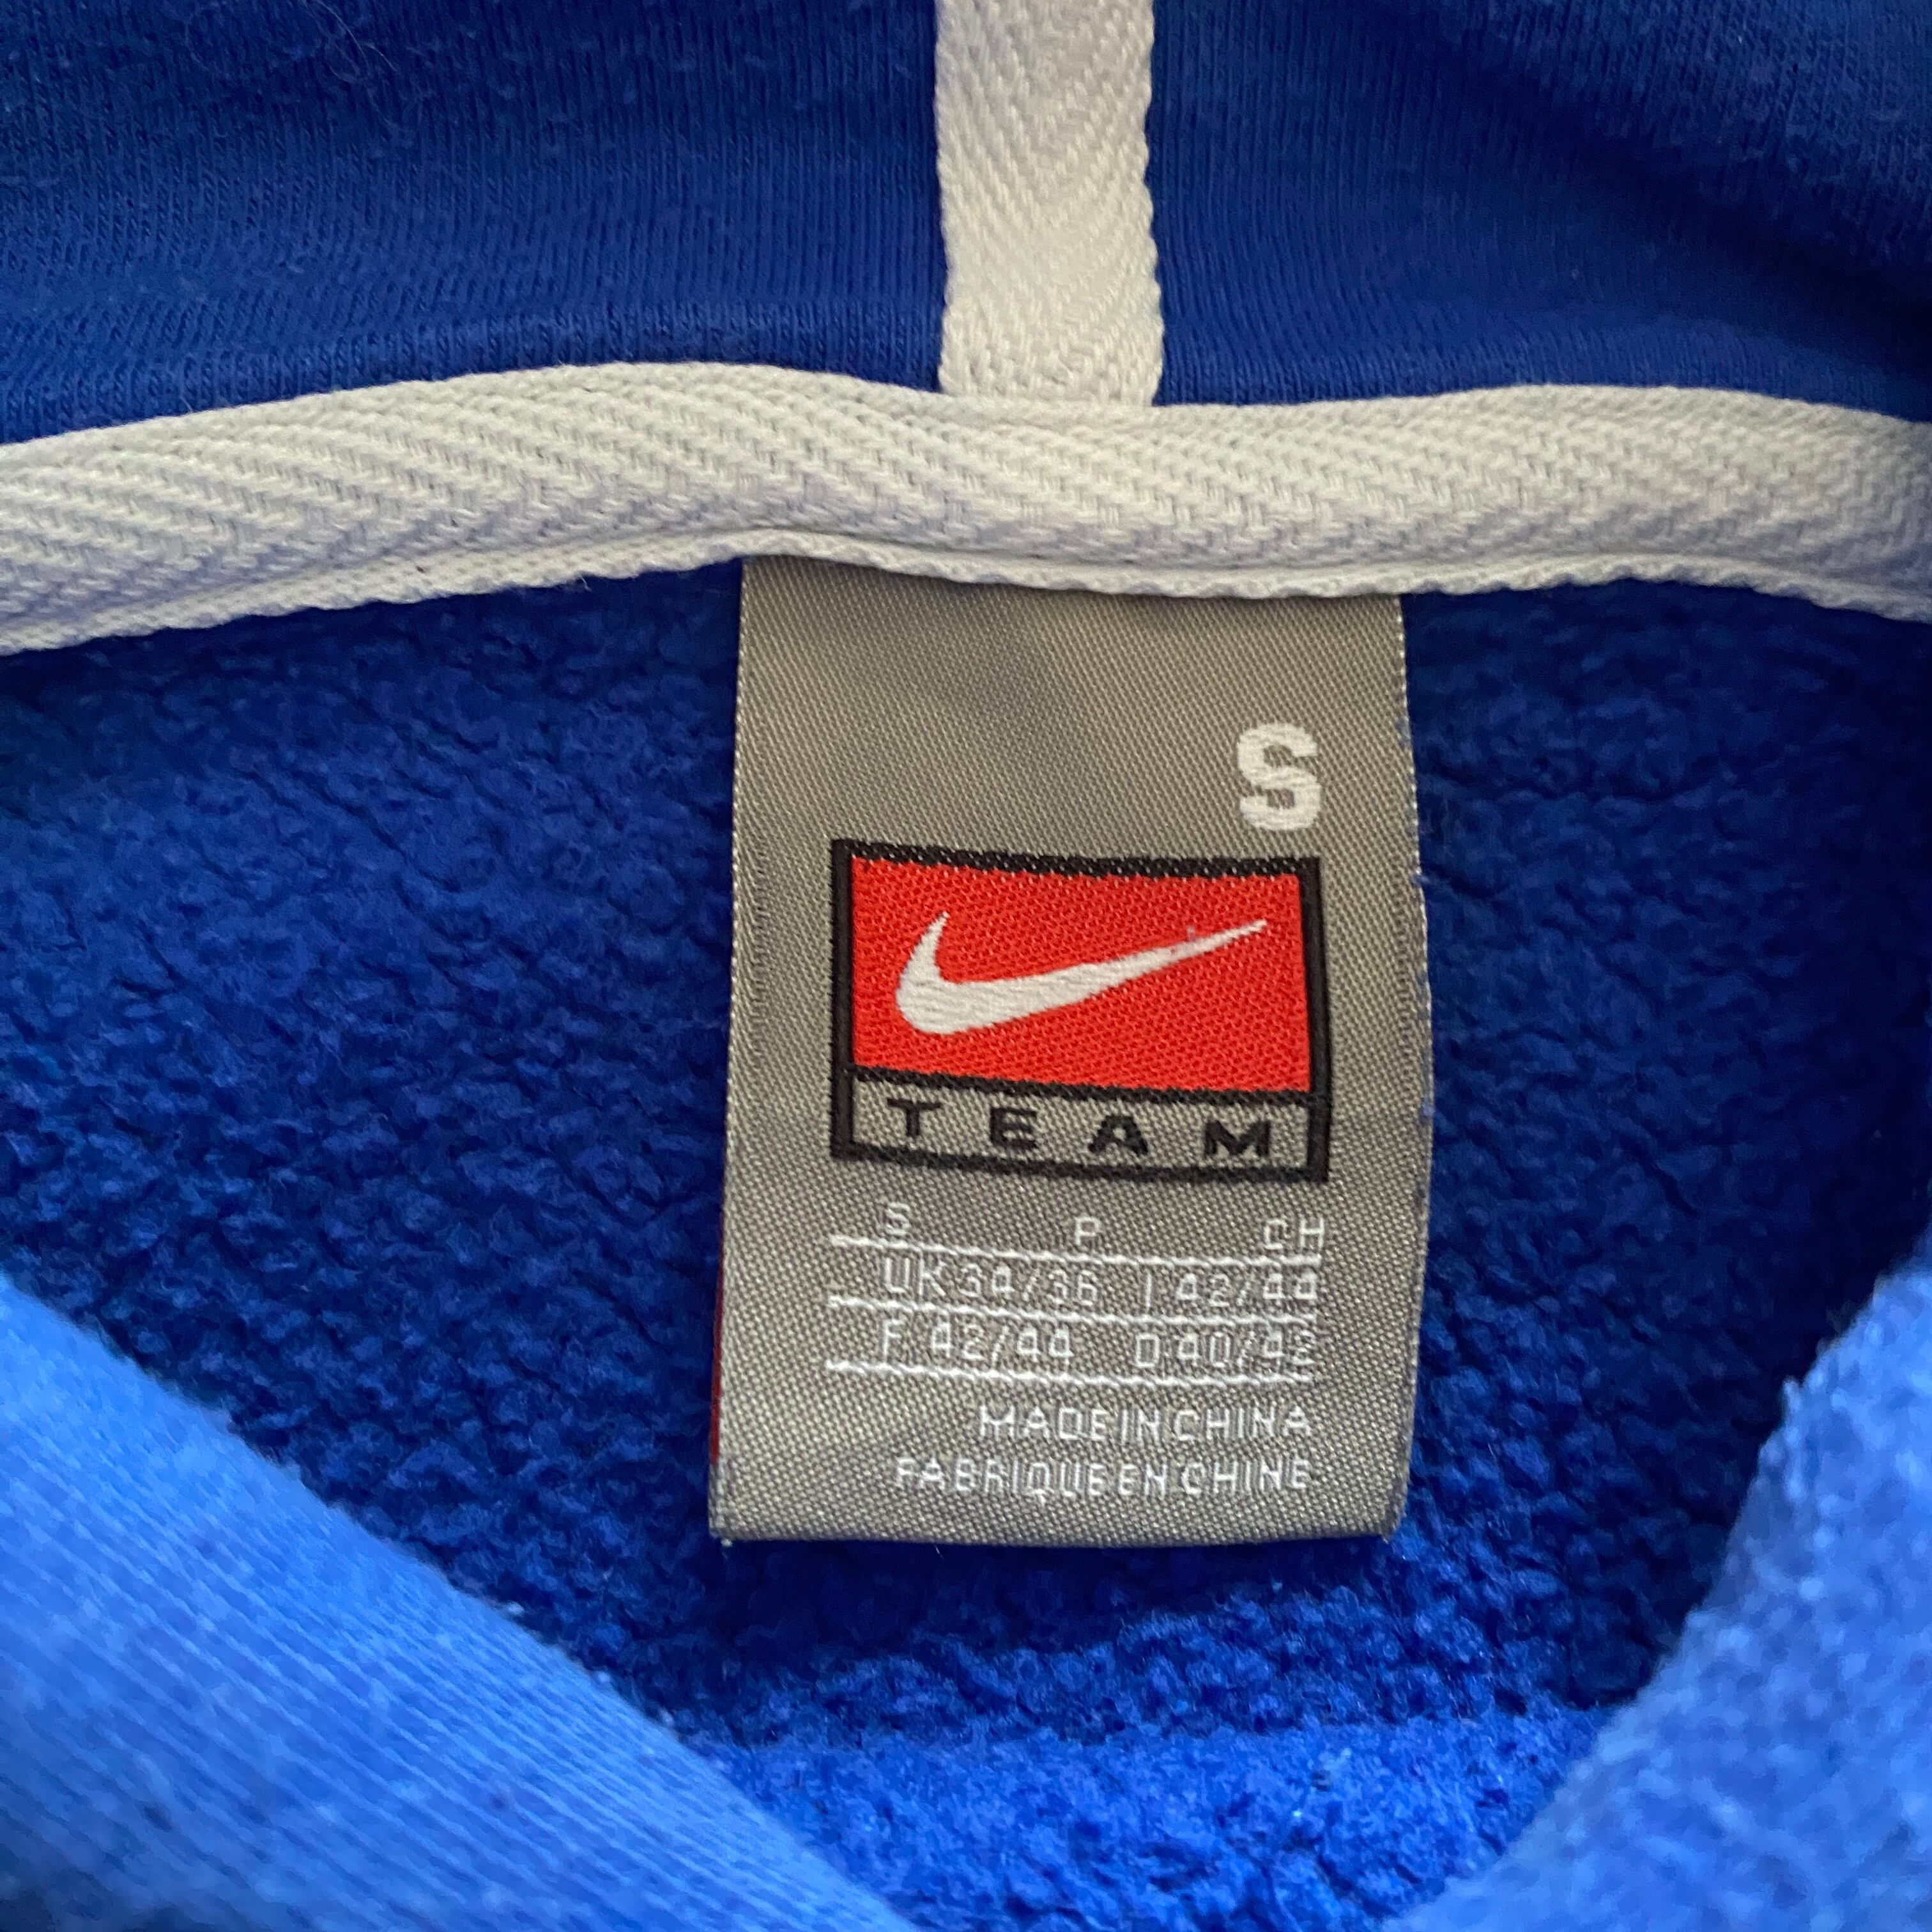 S
TEAM
S P CH
UK 34/36 I 42/44
F 42/44 D 40/42
MADE IN CHINA
FABRIQUE EN CHINE